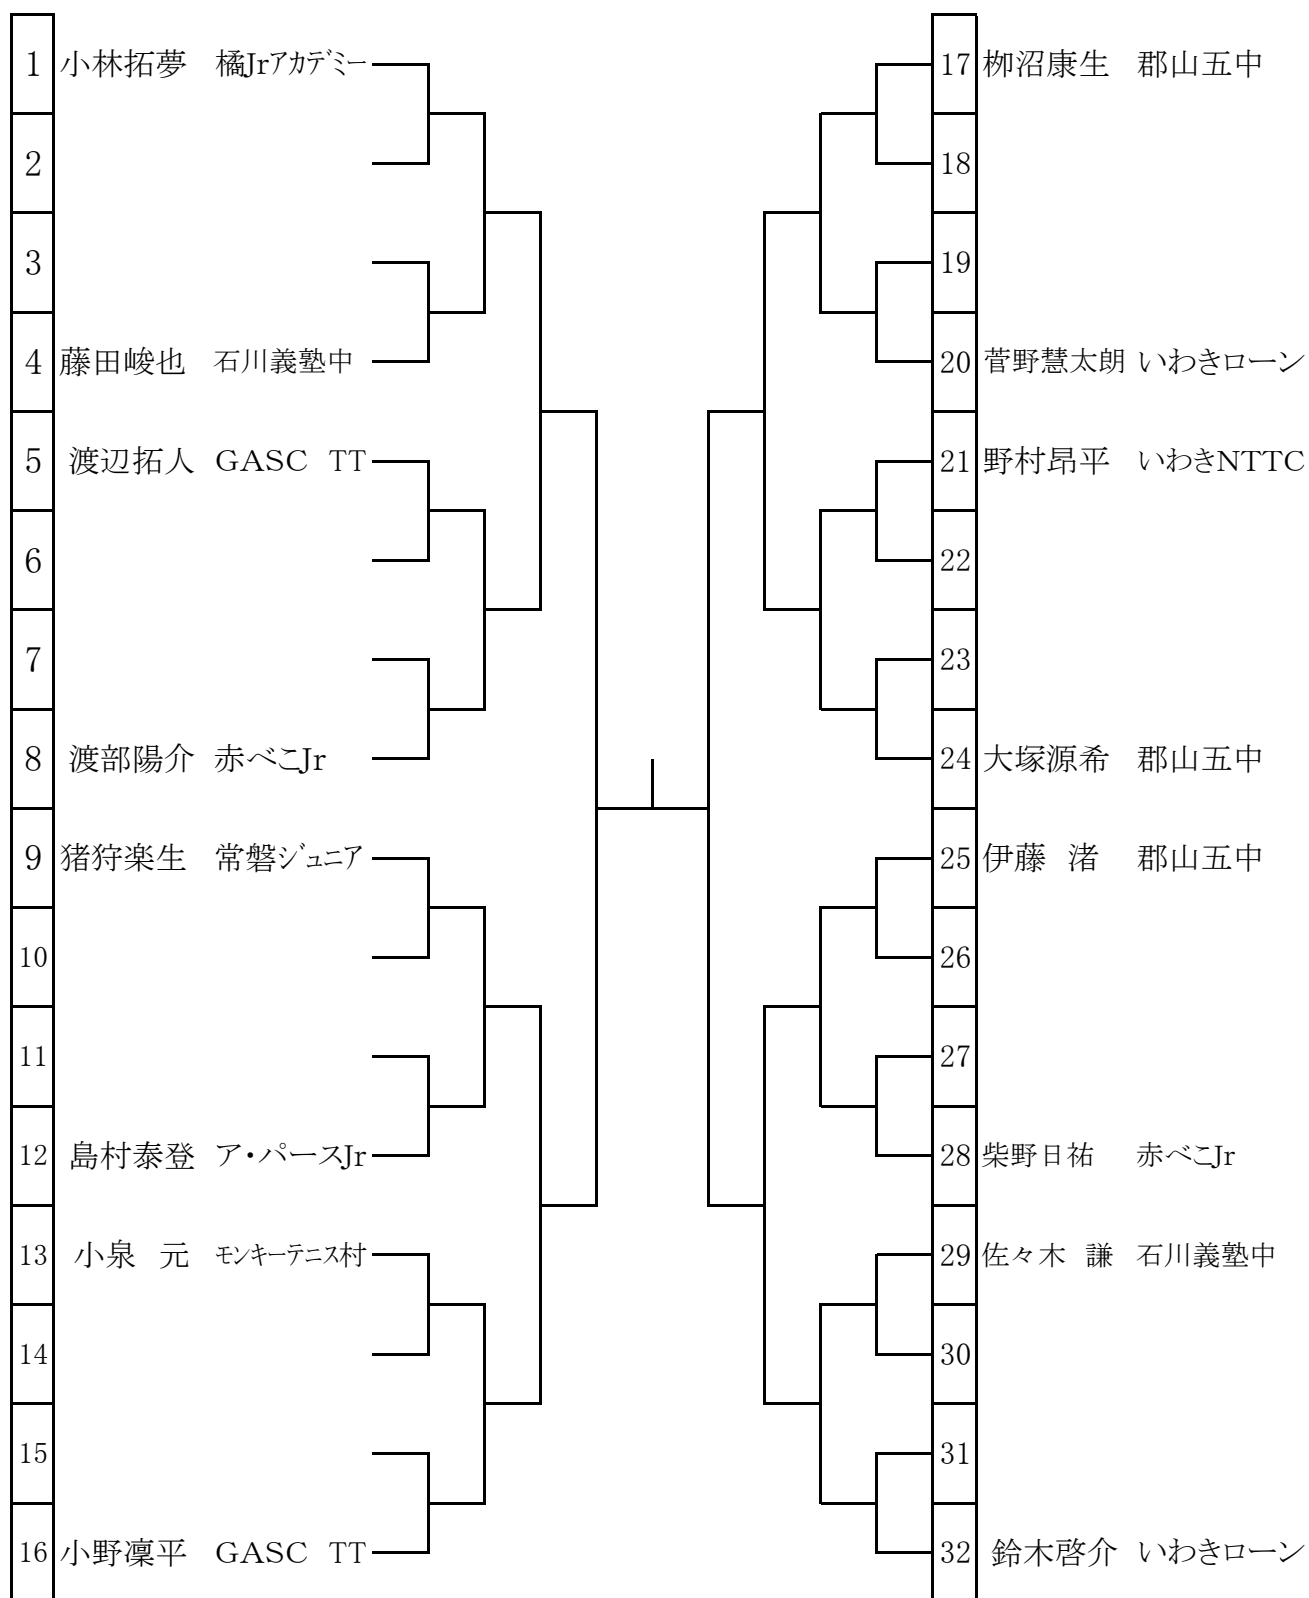 1 小林拓夢 橘Jrアカデミー
2
3
4 藤田峻也 石川義塾中
5 渡辺拓人 GASC TT
6
7
8 渡部陽介 赤べこJr
9 猪狩楽生 常磐ジュニア
10
11
12 島村泰登 ア・パースJr
13 小泉 元 モンキーテニス村
14
15
16 小野凜平 GASC TT
17 栁沼康生 郡山五中
18
19
20 菅野慧太朗 いわきローン
21 野村昂平 いわきNTTC
22
23
24 大塚源希 郡山五中
25 伊藤 渚 郡山五中
26
27
28 柴野日祐 赤べこJr
29 佐々木 謙 石川義塾中
30
31
32 鈴木啓介 いわきローン